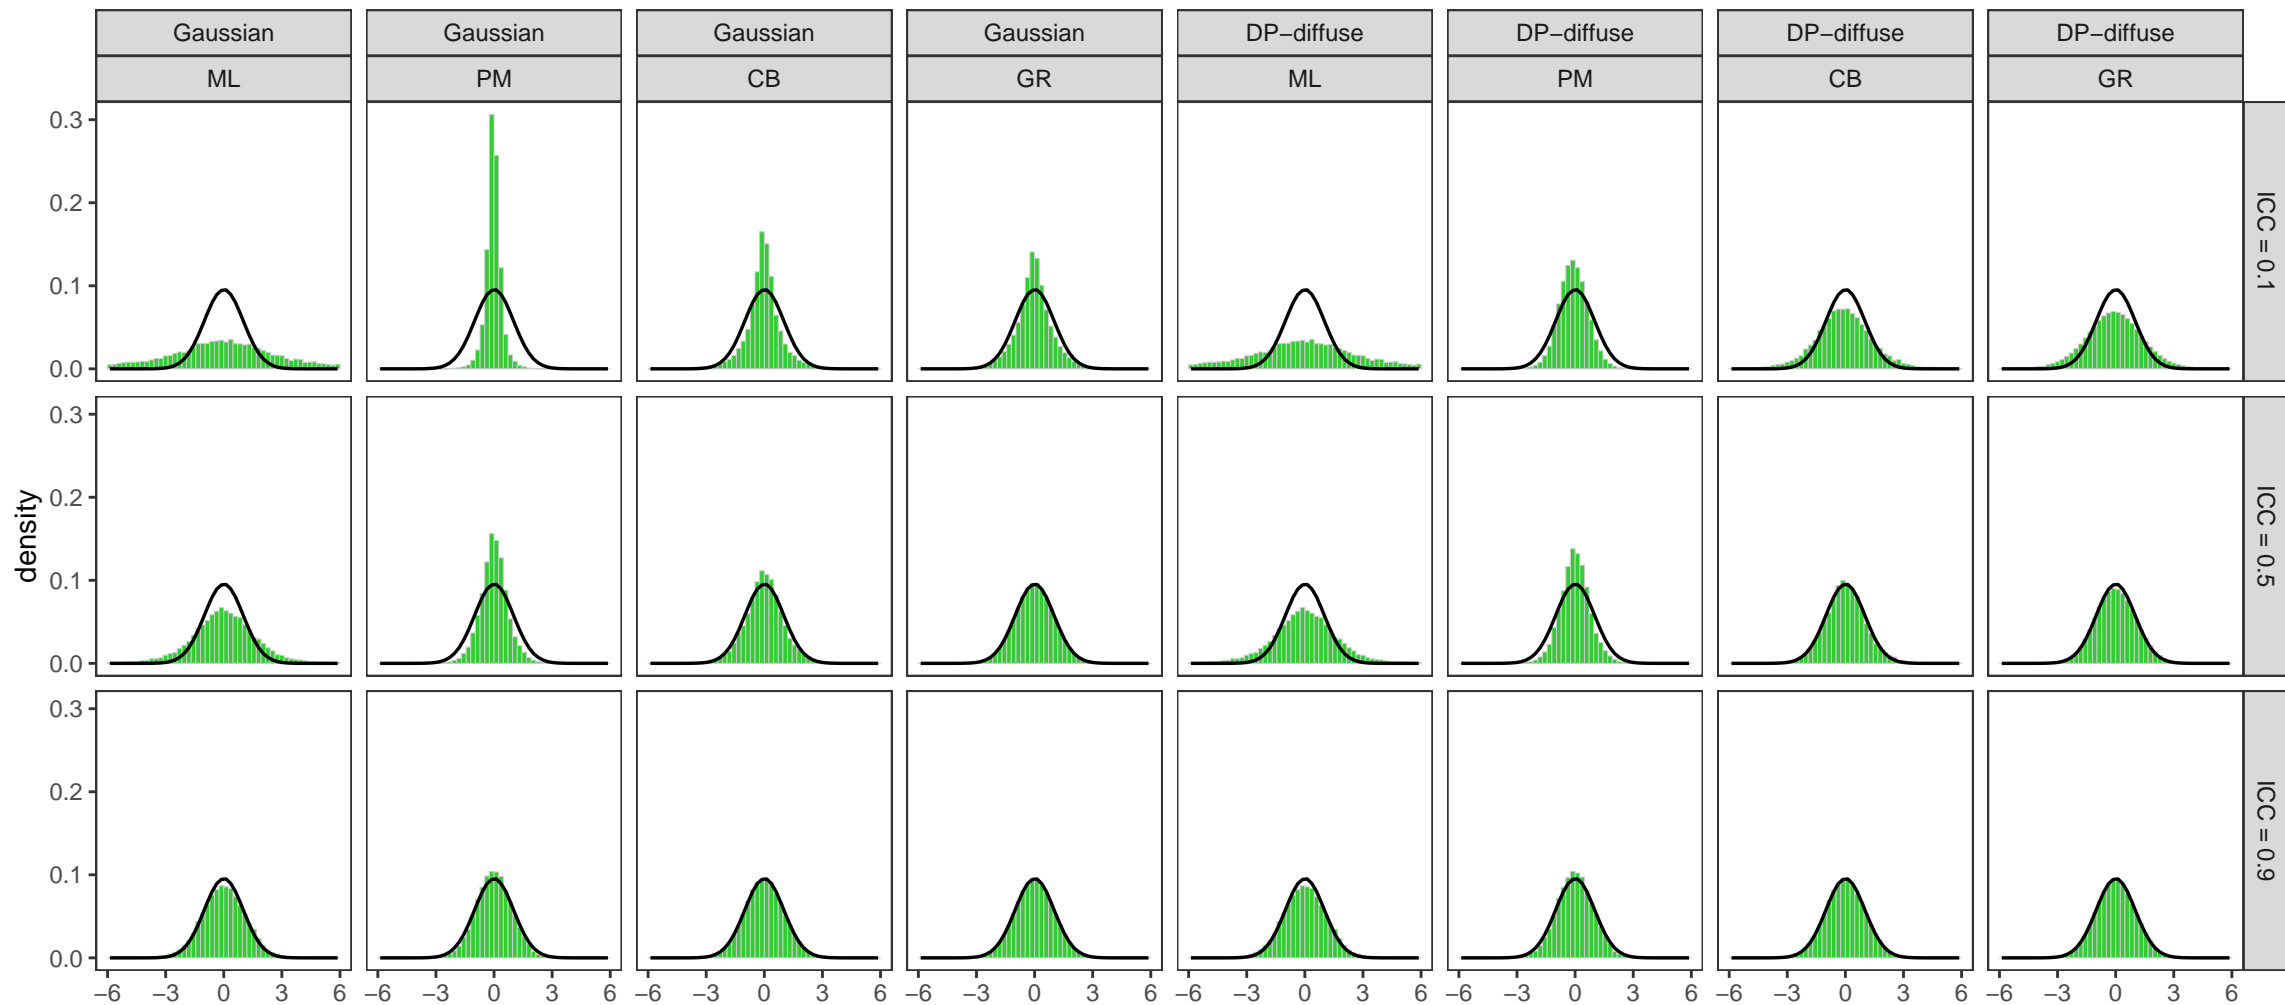 Gaussian Gaussian Gaussian Gaussian DP−diffuse DP−diffuse DP−diffuse DP−diffuse
ML PM CB GR ML PM CB GR
0.3
0.2
0.1
0.0
ICC = 0.1
density
0.3
0.2
0.1
0.0
ICC = 0.5
0.3
0.2
0.1
0.0
ICC = 0.9
−6 −3 0 3 6 −6 −3 0 3 6 −6 −3 0 3 6 −6 −3 0 3 6 −6 −3 0 3 6 −6 −3 0 3 6 −6 −3 0 3 6 −6 −3 0 3 6